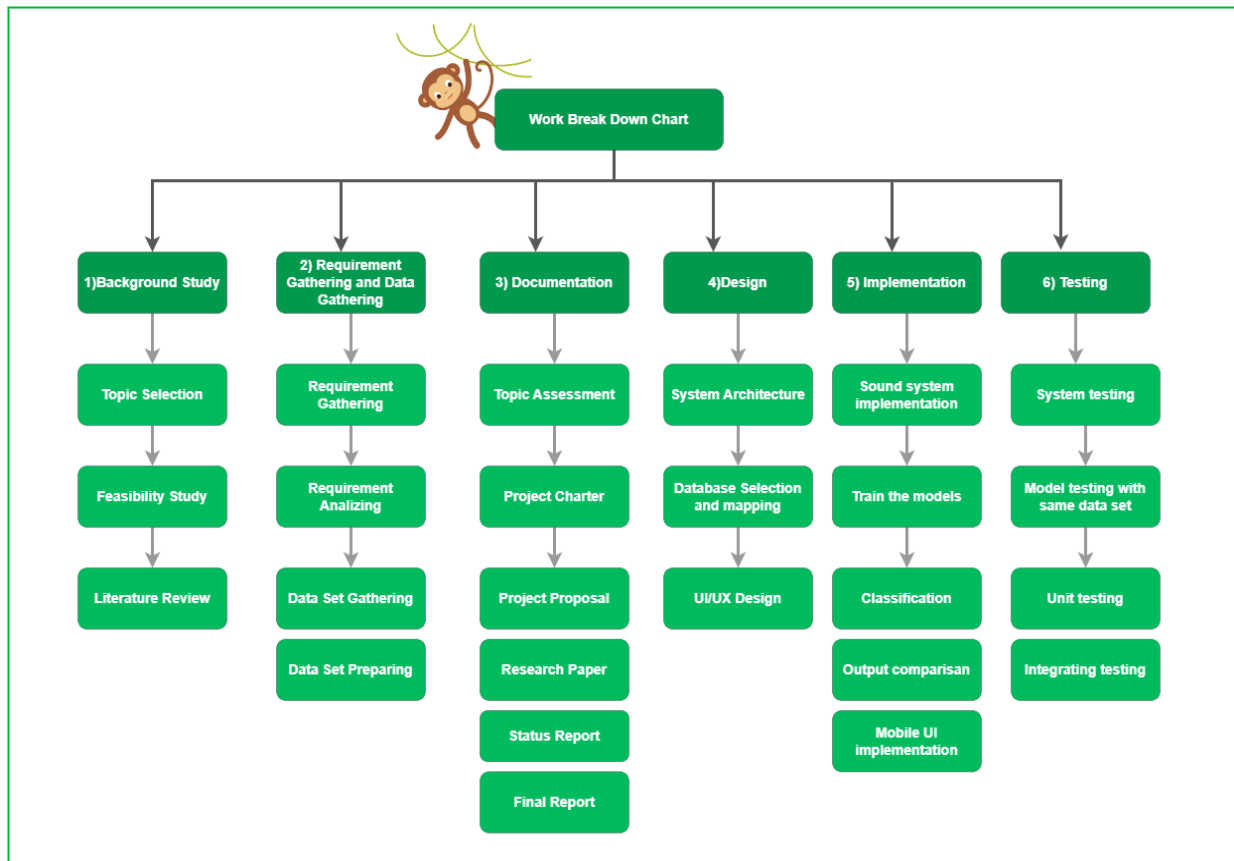 Work Break Down Chart
1)Background Study
2) Requirement
Gathering and Data
Gathering
3) Documentation
4)Design
5) Implementation
6) Testing
Topic Selection
Requirement
Gathering
Topic Assessment
System Architecture
Sound system
implementation
System testing
Feasibility Study
Requirement
Analizing
Project Charter
Database Selection
and mapping
Train the models
Model testing with
same data set
Literature Review
Data Set Gathering
Project Proposal
UI/UX Design
Classification
Unit testing
Data Set Preparing
Research Paper
Output comparisan
Integrating testing
Status Report
Mobile UI
implementation
Final Report